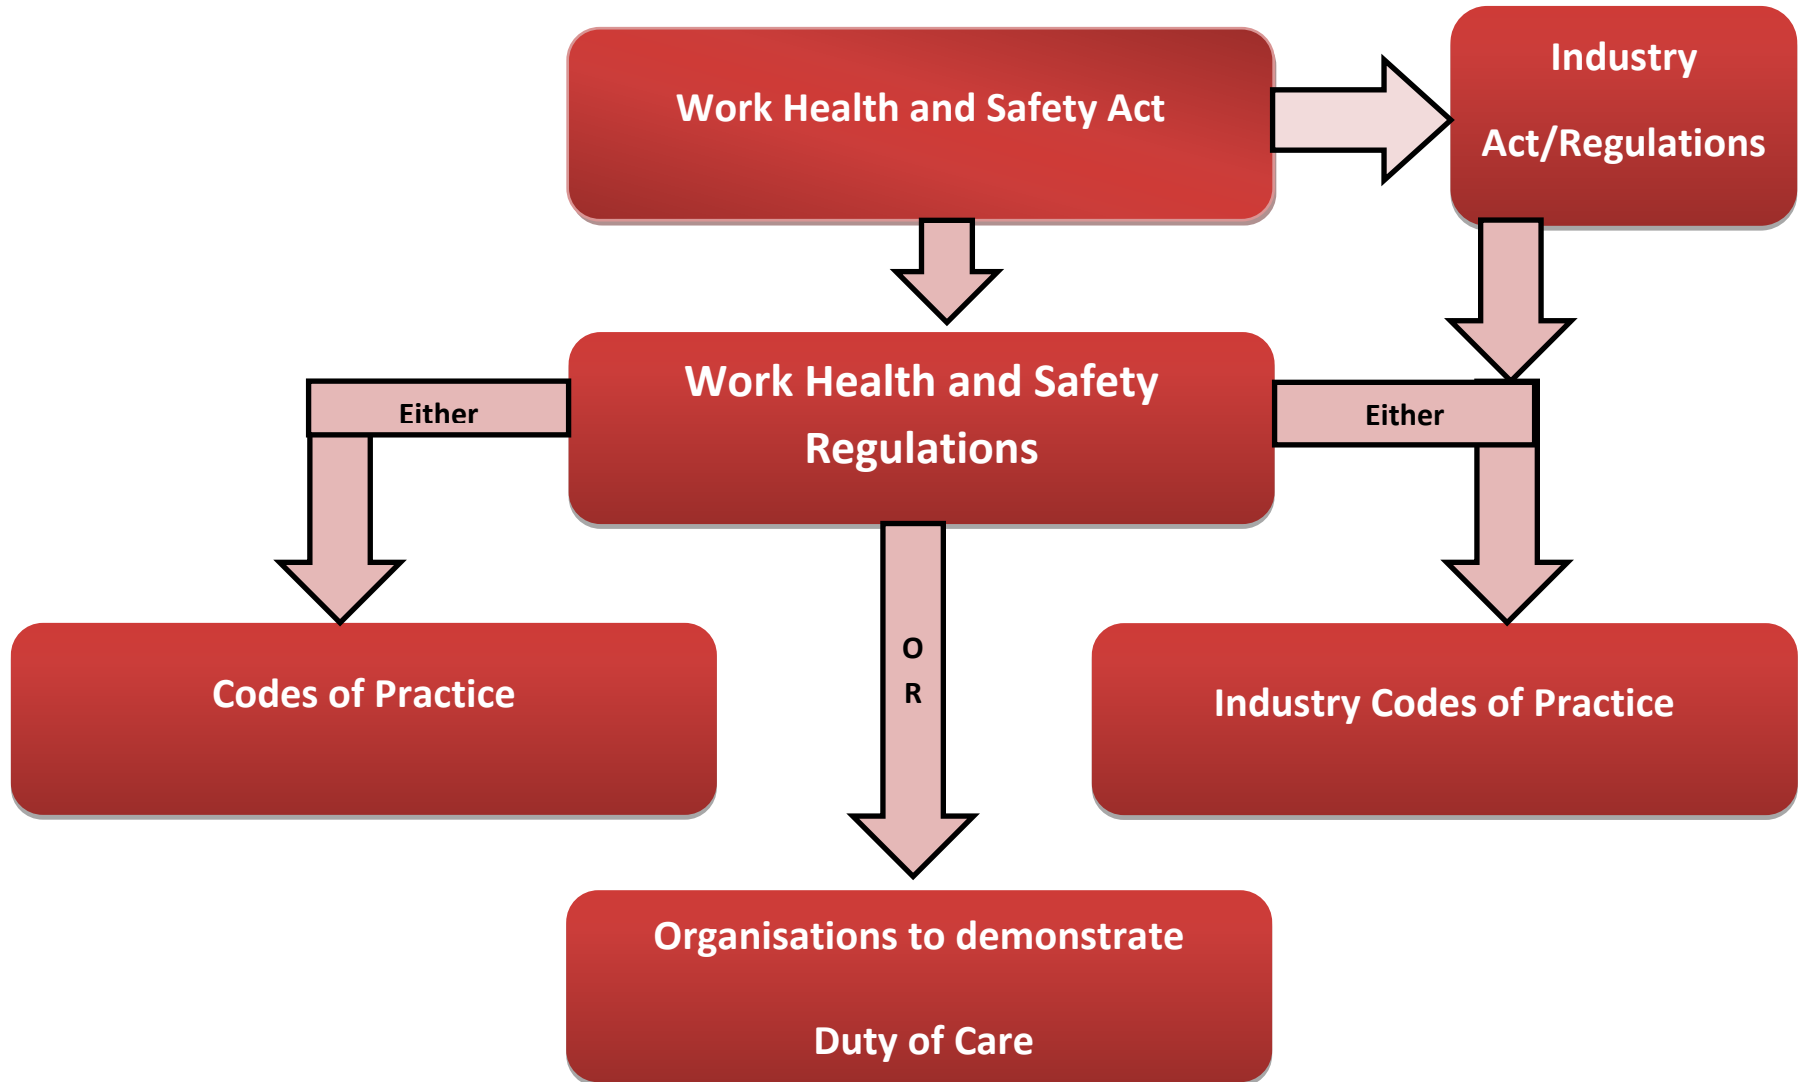 Work Health and Safety Act
Industry
Act/Regulations
Work Health and Safety
Regulations
Either
Either
O
R
Codes of Practice
Industry Codes of Practice
Organisations to demonstrate
Duty of Care